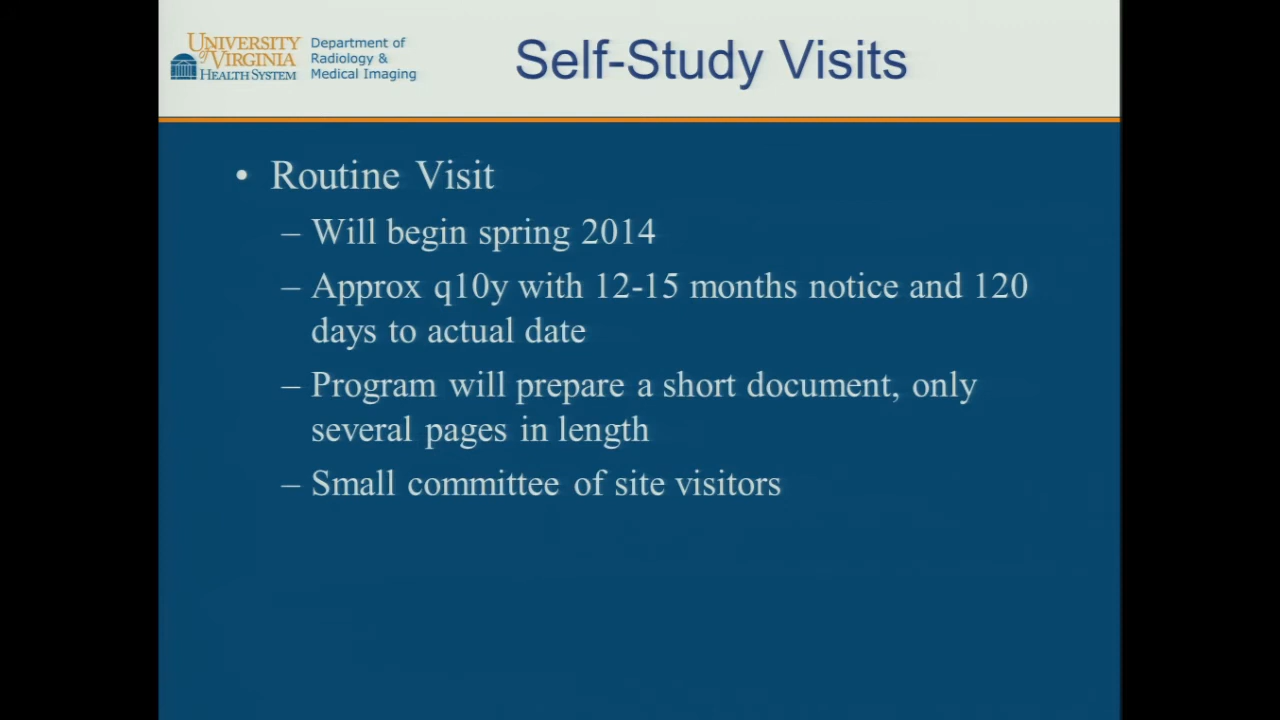 UNIVERSITY
of VIRGINIA
HEALTH SYSTEM
Department of
Radiology &
Medical Imaging
Self-Study Visits
• Routine Visit
– Will begin spring 2014
– Approx q10y with 12-15 months notice and 120
days to actual date
– Program will prepare a short document, only
several pages in length
– Small committee of site visitors